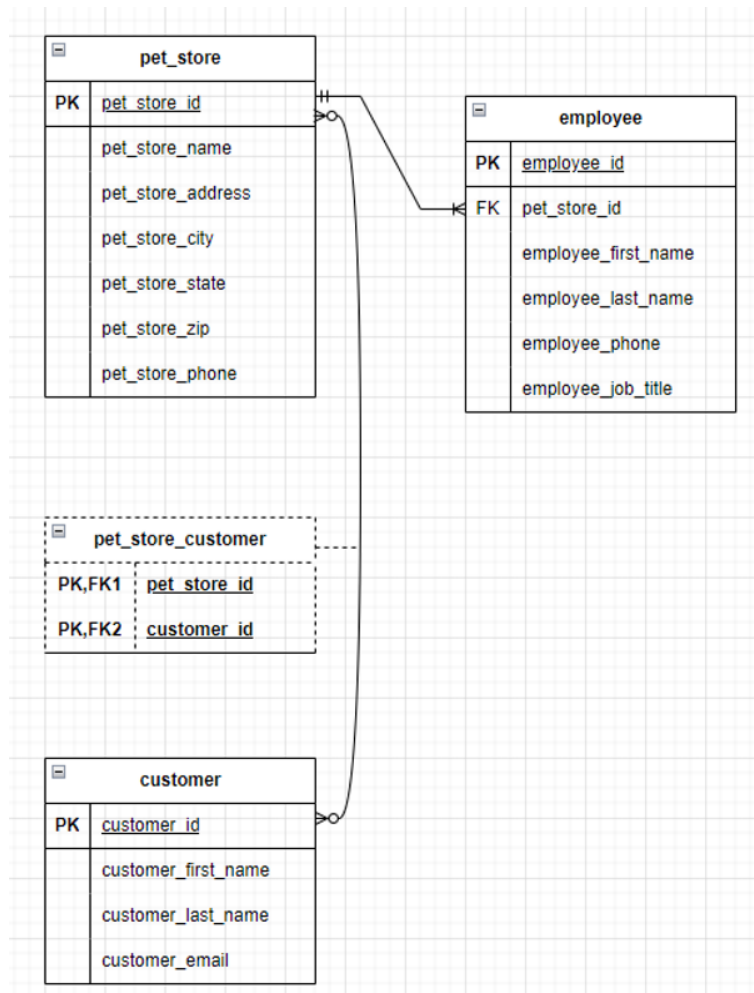 pet_store
PK pet_store_id
pet_store_name
pet_store_address
pet_store_city
pet_store_state
pet_store_zip
pet_store_phone
employee
PK employee_id
FK pet_store_id
employee_first_name
employee_last_name
employee_phone
employee_job_title
pet_store_customer
PK,FK1 pet_store_id
PK,FK2 customer_id
customer
PK customer_id
customer_first_name
customer_last_name
customer_email